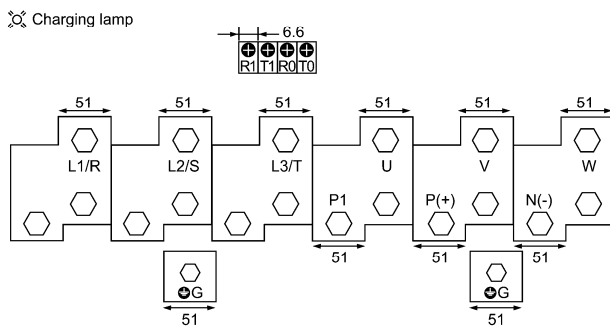 Charging lamp
6.6
R1 T1 R0 T0
51 51 51 51 51 51
L1/R L2/S L3/T U V W
P1 P(+) N(-)
51 51 51
G G
51 51